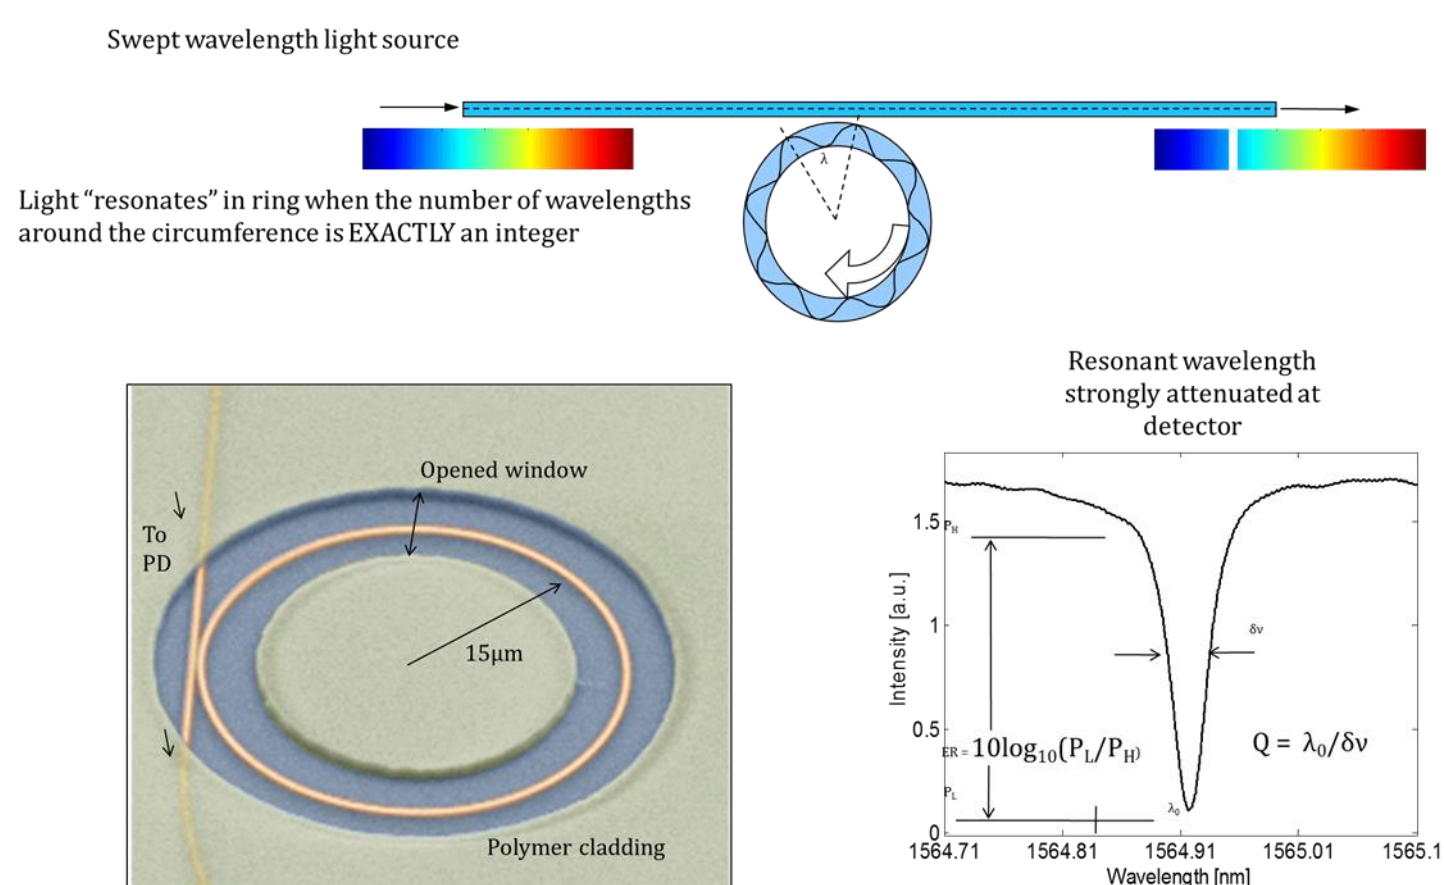 Swept wavelength light source
λ
Light “resonates” in ring when the number of wavelengths
around the circumference is EXACTLY an integer
Resonant wavelength
strongly attenuated at
detector
Opened window
To
PD
15μm
Polymer cladding
1.5
P_H
1
δν
Intensity [a.u.]
0.5
ER = 10log₁₀(P_L/P_H)
Q = λ₀/δν
P_L
λ₀
0
1564.71 1564.81 1564.91 1565.01 1565.1
Wavelength [nm]